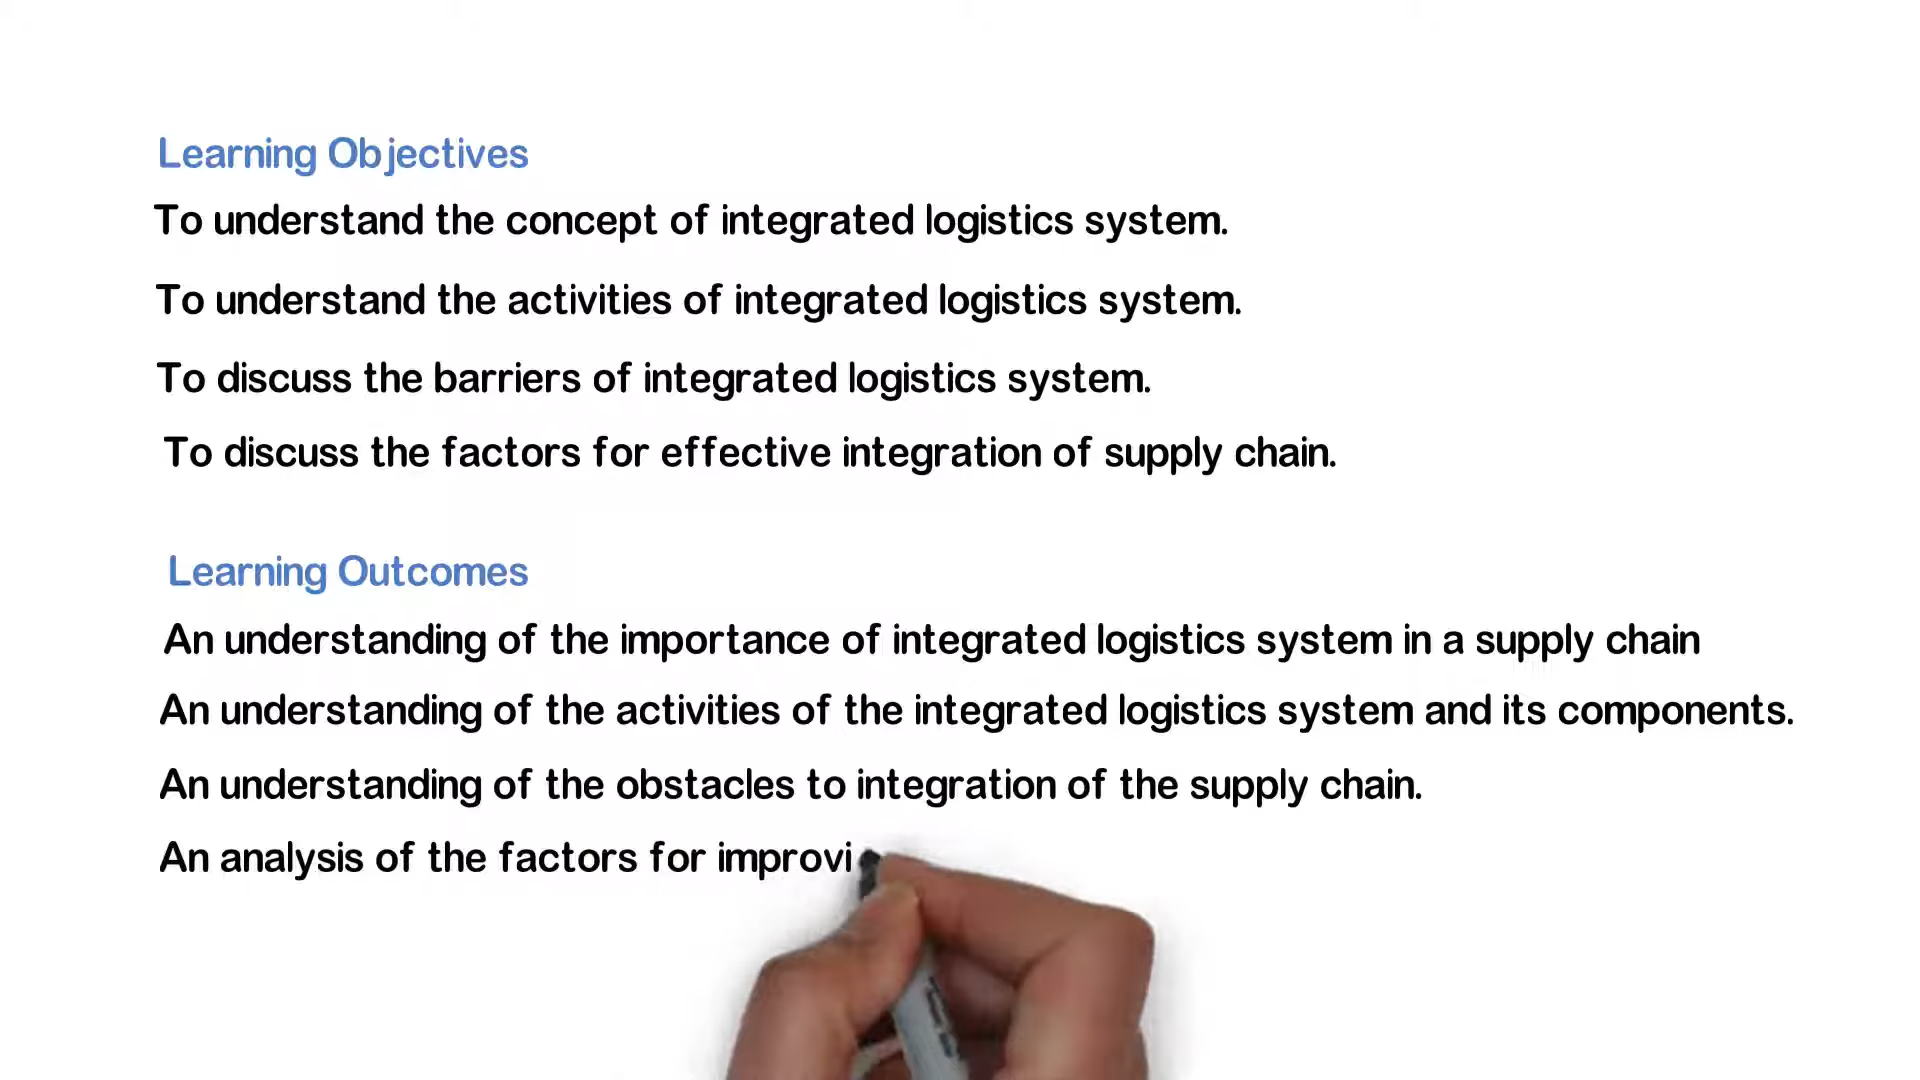 Learning Objectives
To understand the concept of integrated logistics system.
To understand the activities of integrated logistics system.
To discuss the barriers of integrated logistics system.
To discuss the factors for effective integration of supply chain.
Learning Outcomes
An understanding of the importance of integrated logistics system in a supply chain
An understanding of the activities of the integrated logistics system and its components.
An understanding of the obstacles to integration of the supply chain.
An analysis of the factors for improvi